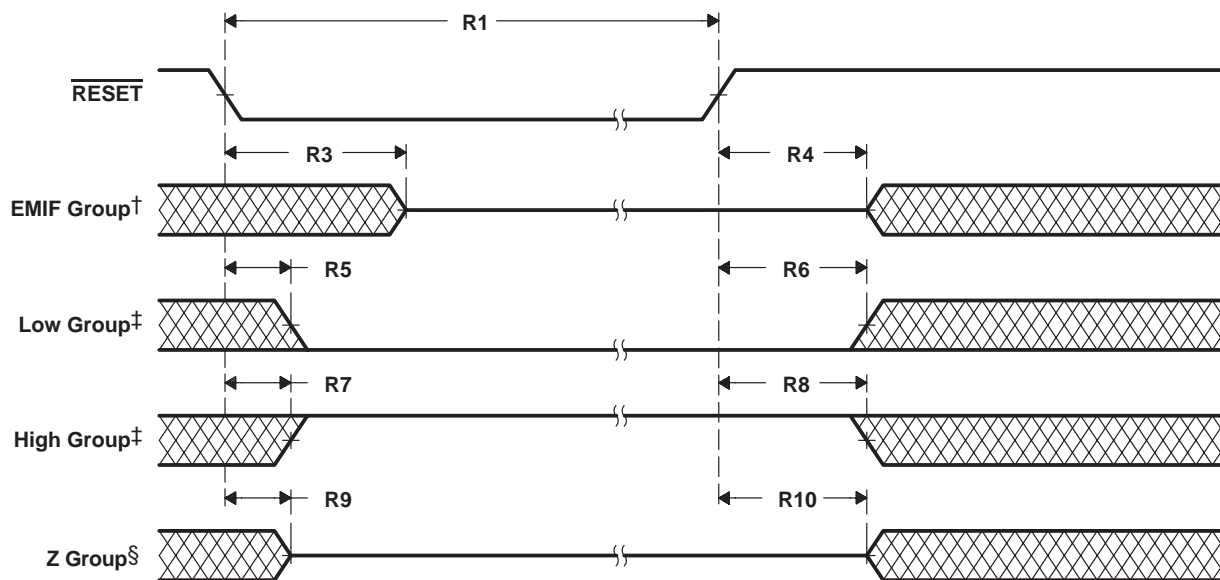 R1
RESET
R3
R4
EMIF Group†
R5
R6
Low Group‡
R7
R8
High Group‡
R9
R10
Z Group§